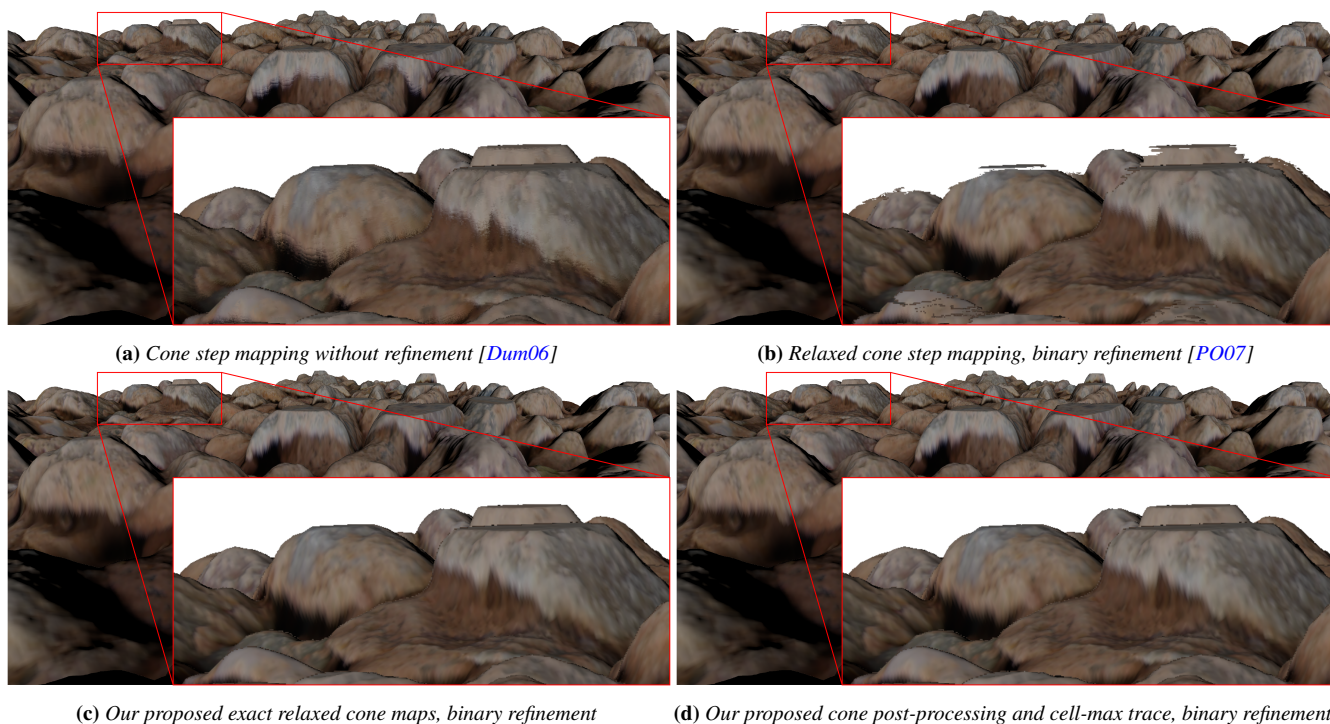 (a) Cone step mapping without refinement [Dum06]
(b) Relaxed cone step mapping, binary refinement [PO07]
(c) Our proposed exact relaxed cone maps, binary refinement
(d) Our proposed cone post-processing and cell-max trace, binary refinement